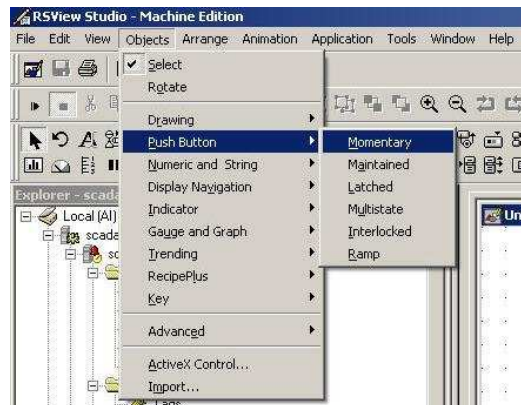 RSView Studio - Machine Edition
File Edit View Objects Arrange Animation Application Tools Window Help
Select
Rotate
Drawing
Push Button
Numeric and String
Display Navigation
Indicator
Gauge and Graph
Trending
RecipePlus
Key
Advanced
ActiveX Control...
Import...
Momentary
Maintained
Latched
Multistate
Interlocked
Ramp
Explorer - scada
Local (AI)
scada
sc
Tags
Un